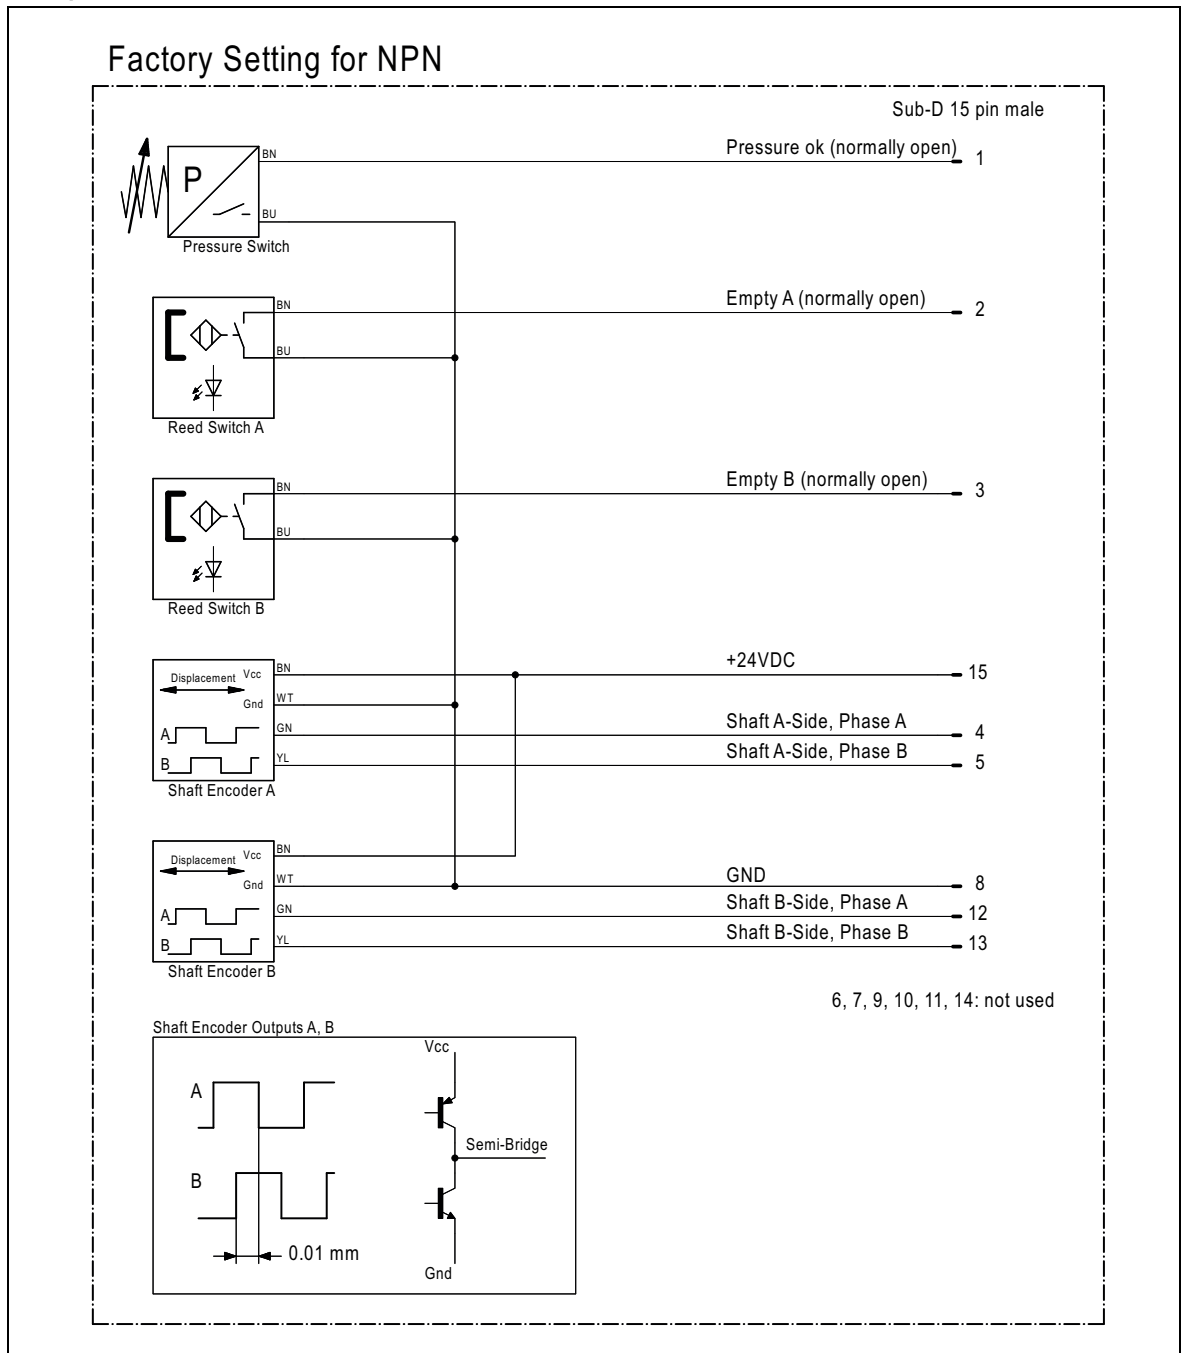 Factory Setting for NPN
Sub-D 15 pin male
Pressure ok (normally open)
1
BN
P
BU
Pressure Switch
Empy A (normally open)
2
BN
BU
Reed Switch A
Empty B (normally open)
3
BN
BU
Reed Switch B
+24VDC
15
Displacement
Vcc
BN
Gnd
WT
Shaft A-Side, Phase A
4
A
GN
Shaft A-Side, Phase B
5
B
YL
Shaft Encoder A
Displacement
Vcc
BN
Gnd
WT
GND
8
A
GN
Shaft B-Side, Phase A
12
B
YL
Shaft B-Side, Phase B
13
Shaft Encoder B
6, 7, 9, 10, 11, 14: not used
Shaft Encoder Outputs A, B
Vcc
A
Semi-Bridge
B
0.01 mm
Gnd